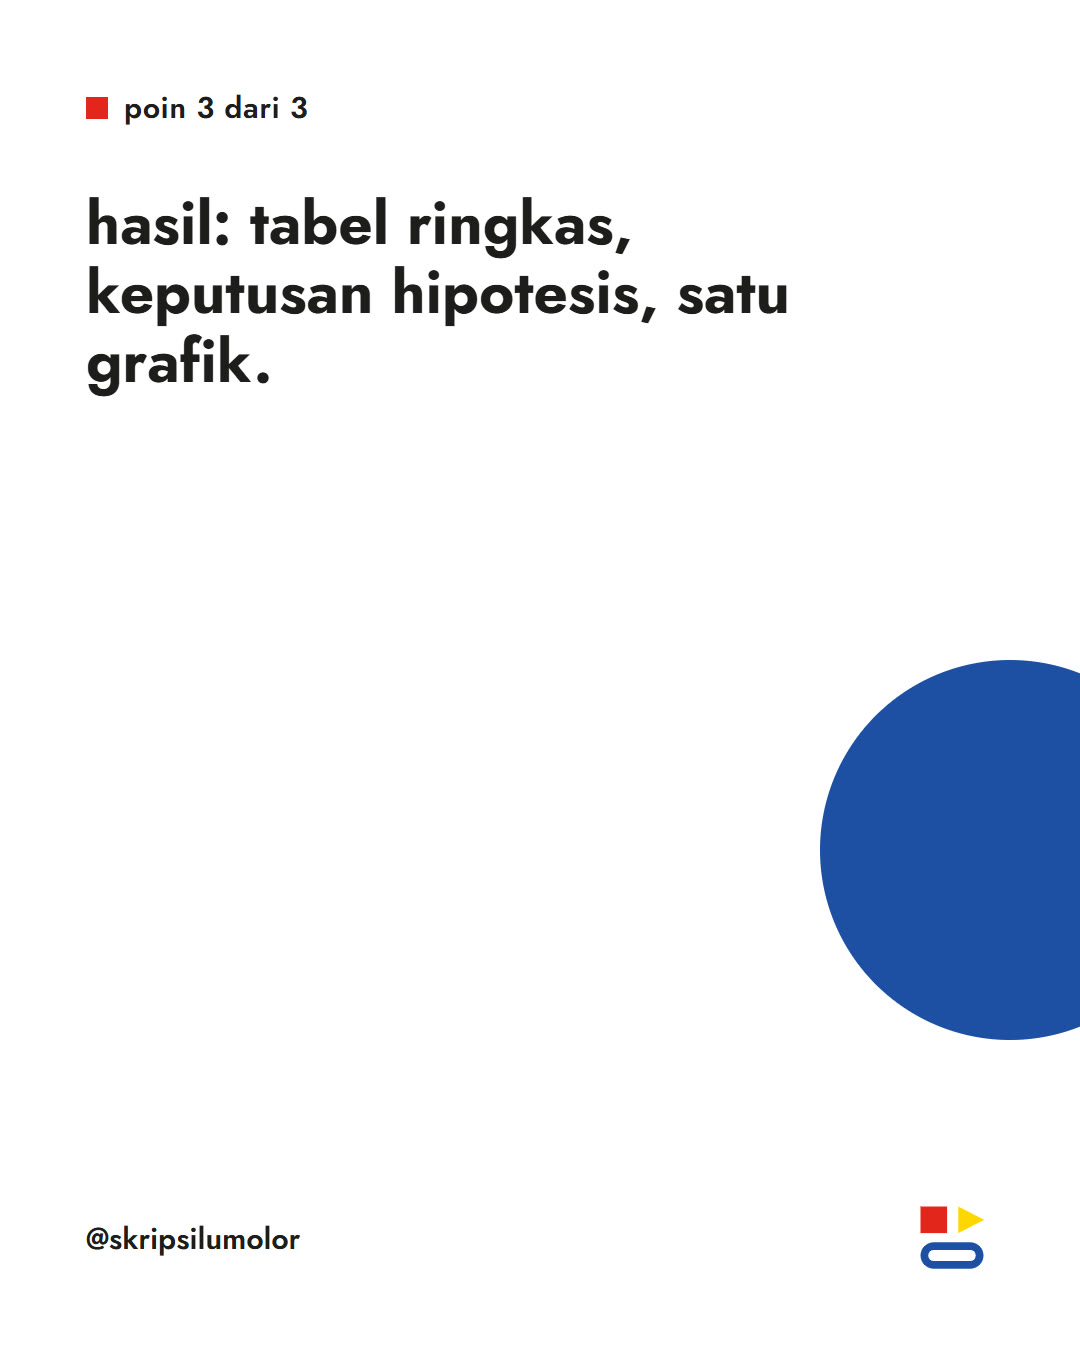 poin 3 dari 3
hasil: tabel ringkas,
keputusan hipotesis, satu
grafik.
@skripsilumolor